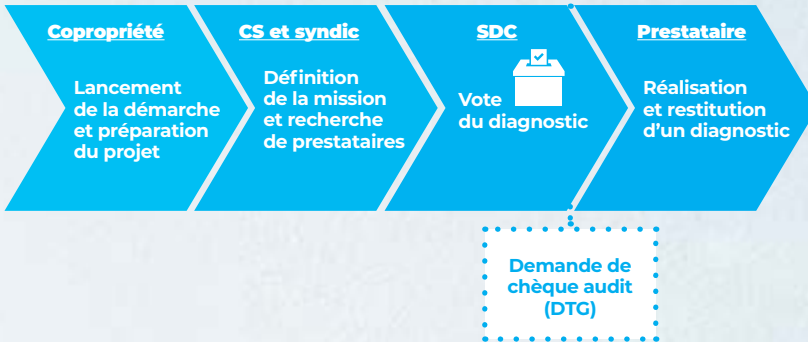 Copropriété
Lancement
de la démarche
et préparation
du projet
CS et syndic
Définition
de la mission
et recherche
de prestataires
SDC
Vote
du diagnostic
Prestataire
Réalisation
et restitution
d’un diagnostic
Demande de
chèque audit
(DTG)